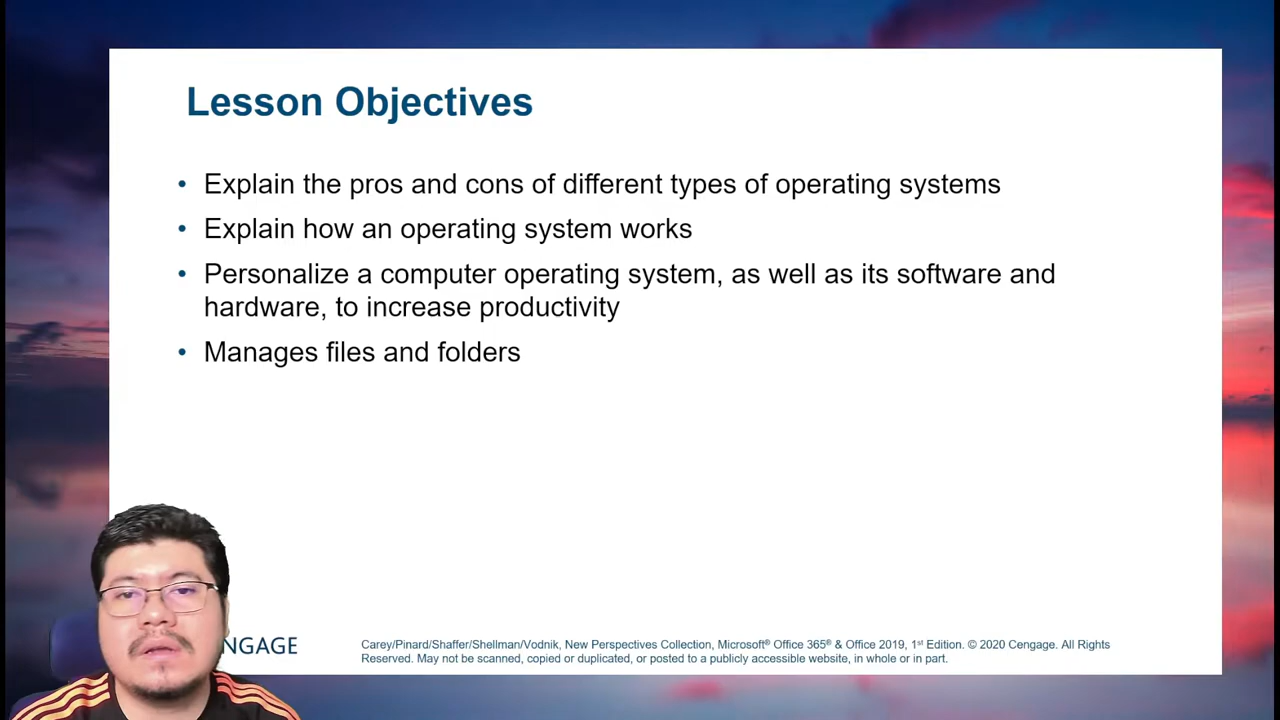 Lesson Objectives
• Explain the pros and cons of different types of operating systems
• Explain how an operating system works
• Personalize a computer operating system, as well as its software and
hardware, to increase productivity
• Manages files and folders
NGAGE
Carey/Pinard/Shaffer/Shellman/Vodnik, New Perspectives Collection, Microsoft® Office 365® & Office 2019, 1st Edition. © 2020 Cengage. All Rights
Reserved. May not be scanned, copied or duplicated, or posted to a publicly accessible website, in whole or in part.